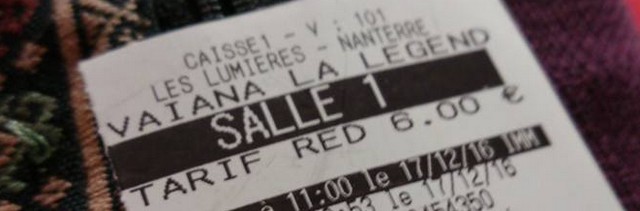 CAISSE1 - V : 101
LES LUMIERES - NANTERRE
VAIANA LA LEGEND
SALLE 1
TARIF RED 6.00 €
à 11:00 le 17/12/16 IMM
le 17/12/16